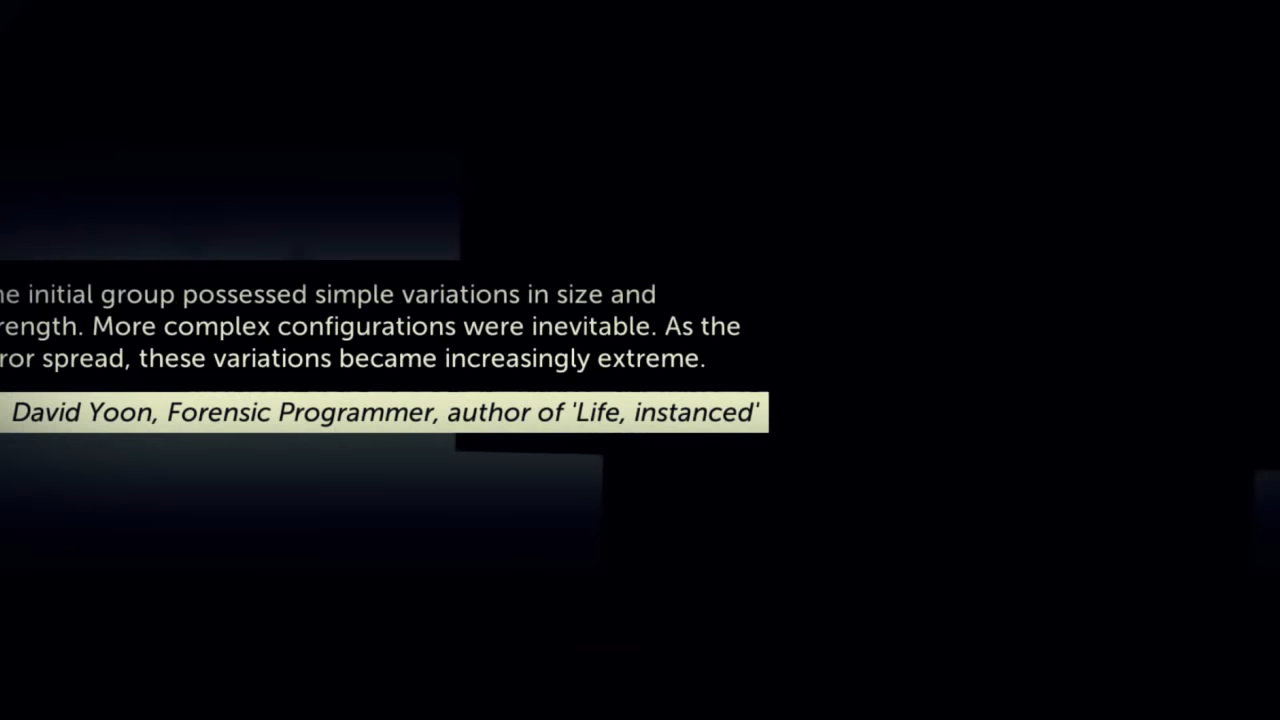 he initial group possessed simple variations in size and
rength. More complex configurations were inevitable. As the
ror spread, these variations became increasingly extreme.
David Yoon, Forensic Programmer, author of 'Life, instanced'